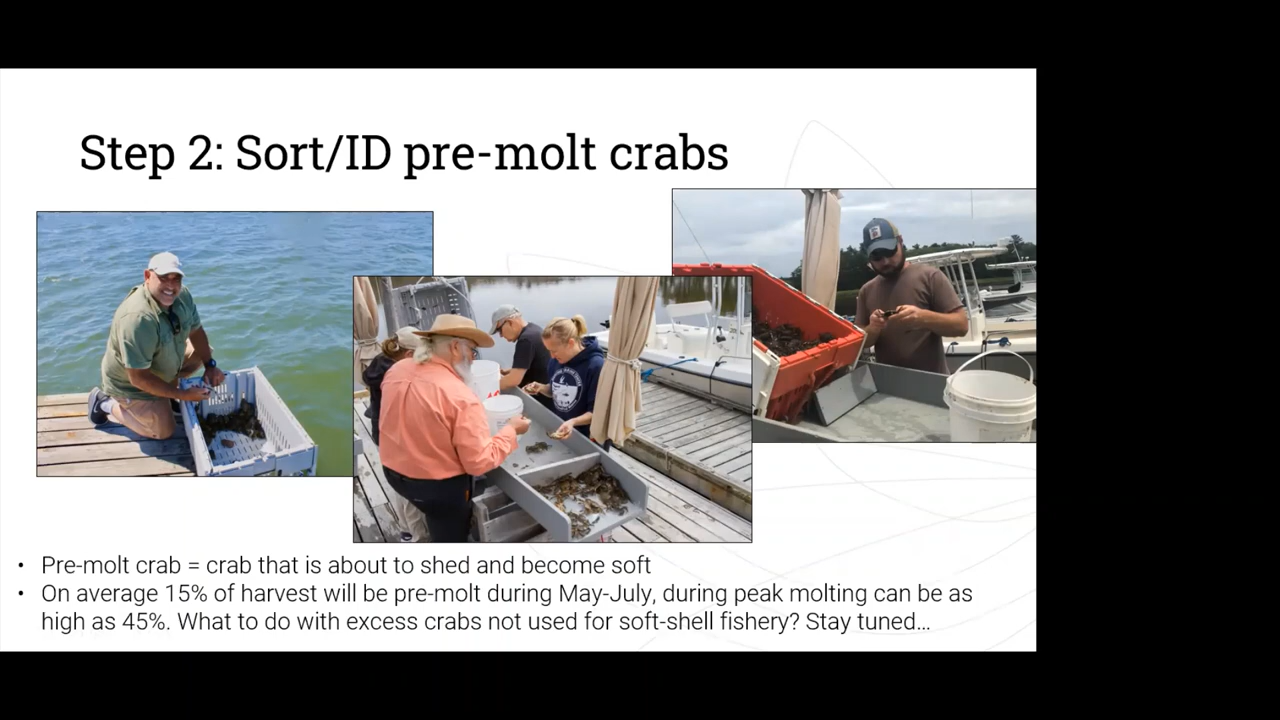 Step 2: Sort/ID pre-molt crabs
• Pre-molt crab = crab that is about to shed and become soft
• On average 15% of harvest will be pre-molt during May-July, during peak molting can be as
high as 45%. What to do with excess crabs not used for soft-shell fishery? Stay tuned...